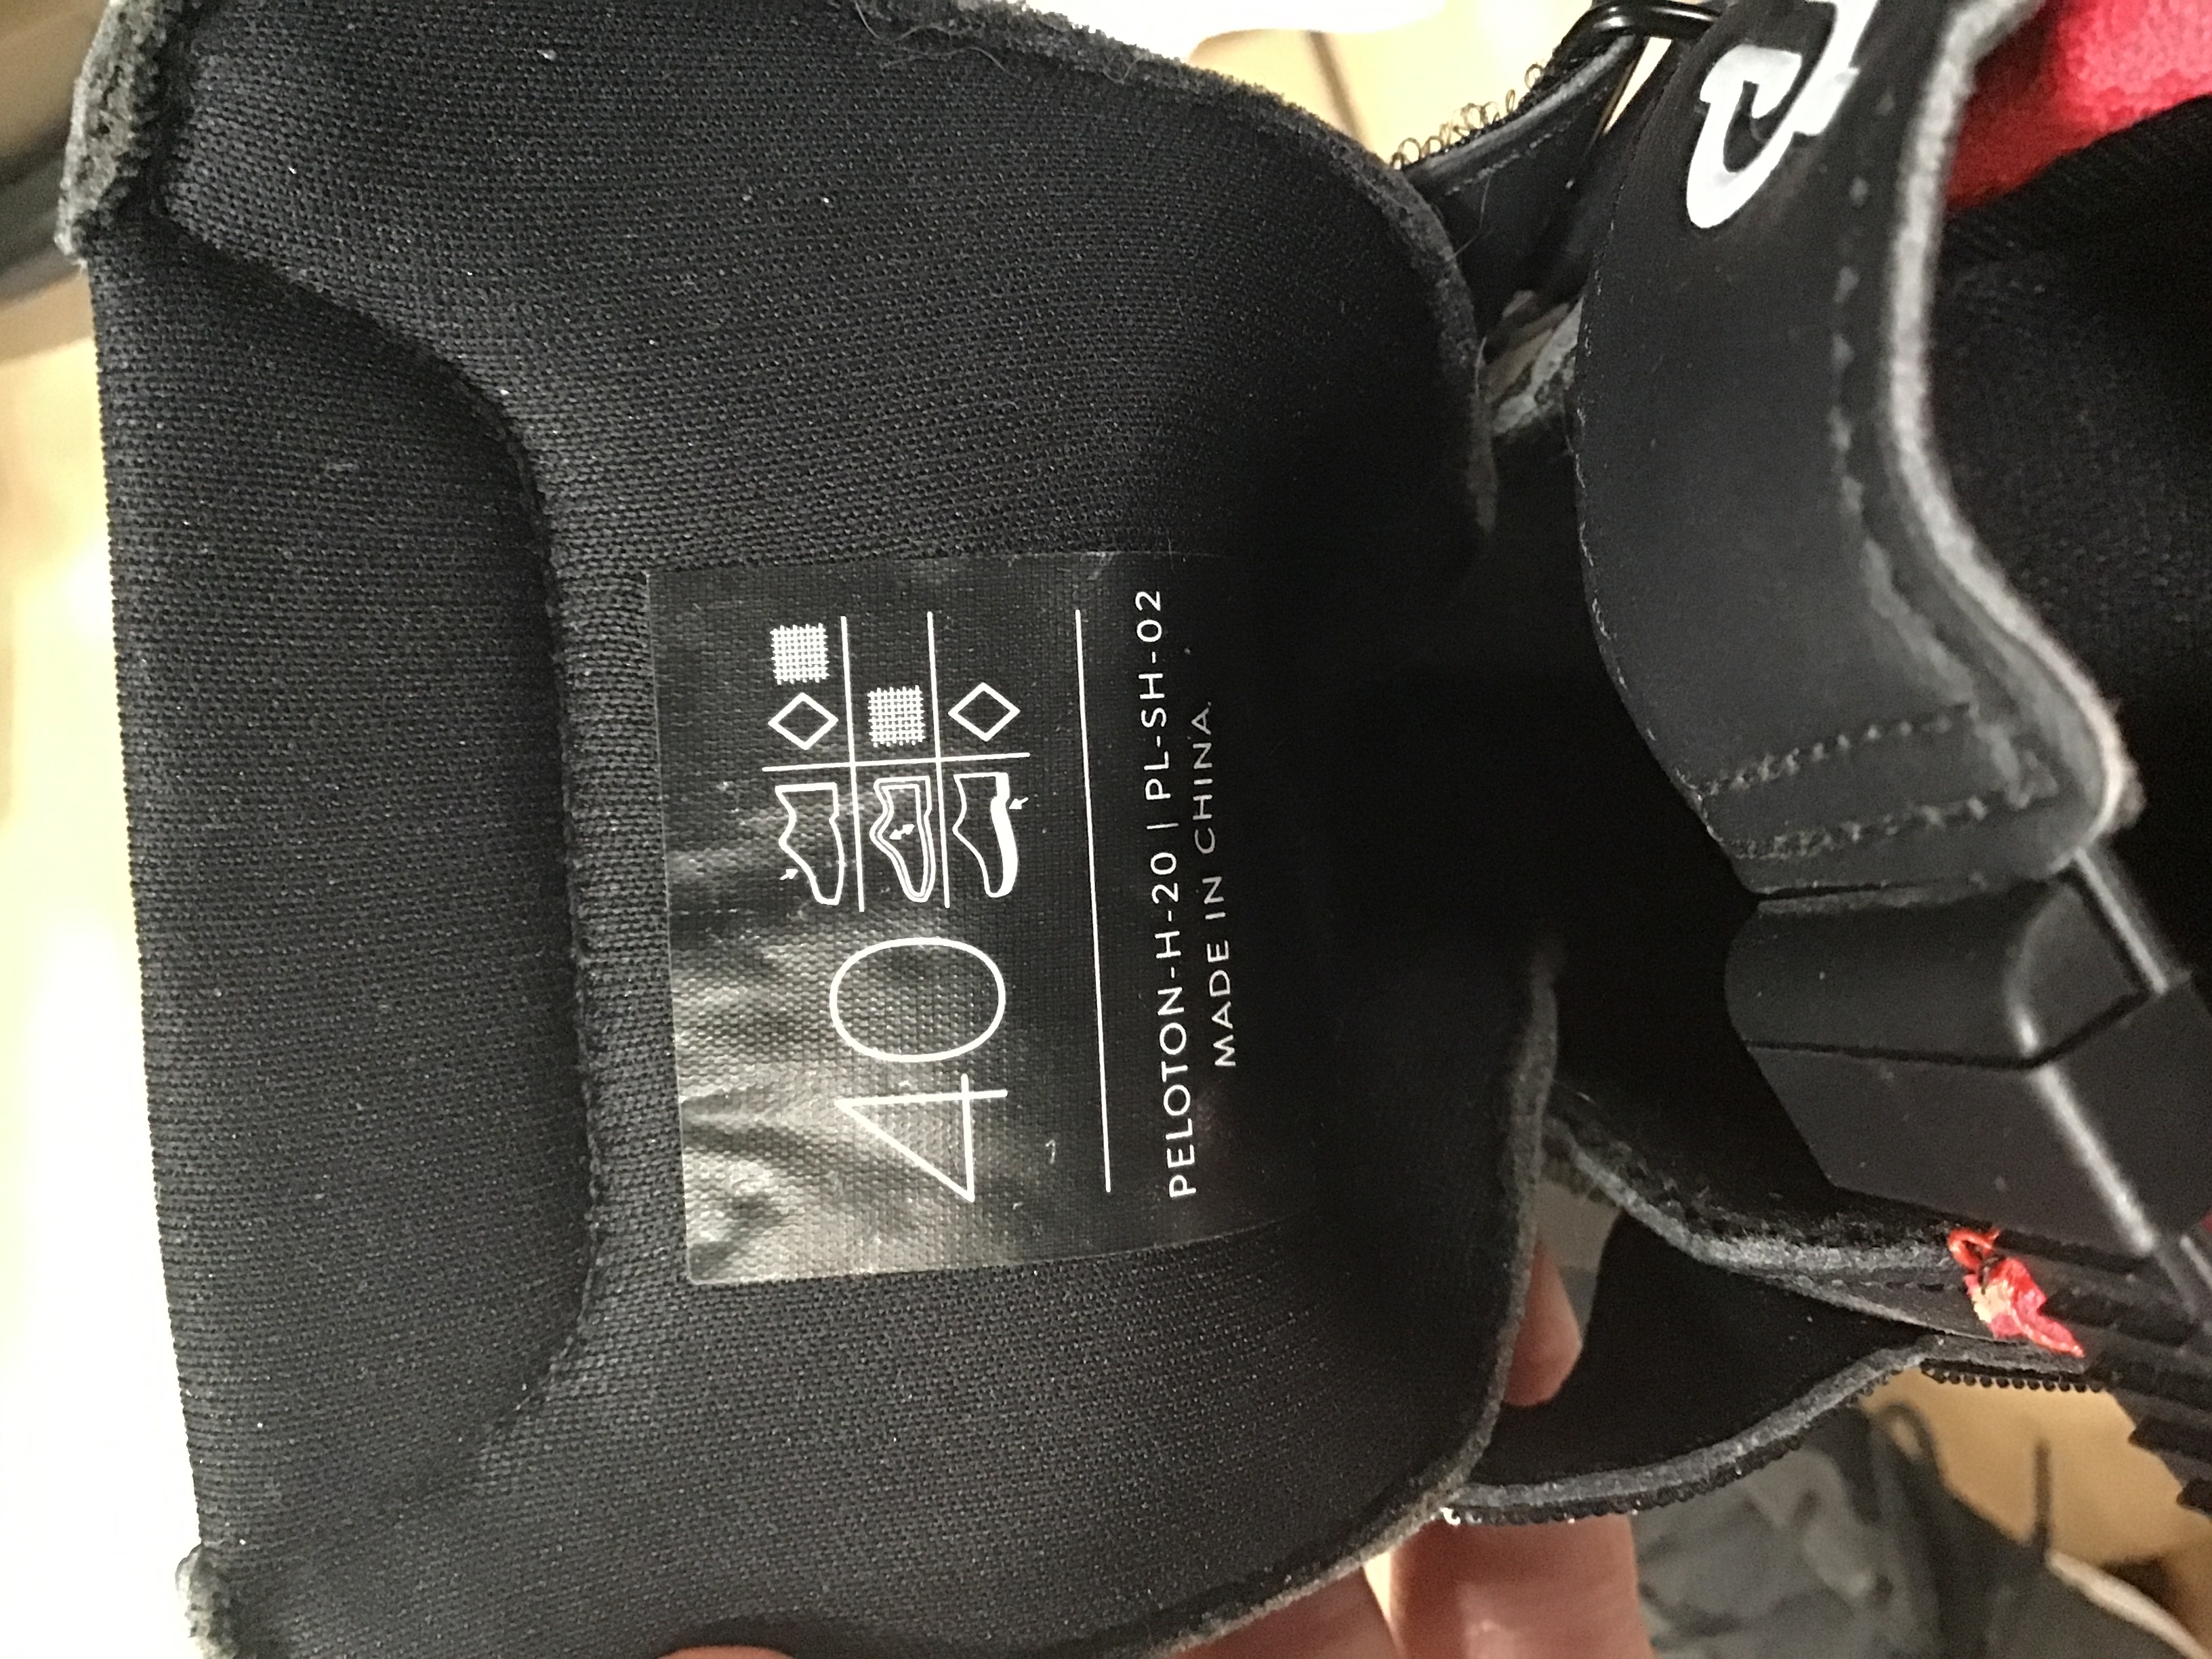 40
PELOTON-H-20 | PL-SH-02
MADE IN CHINA.